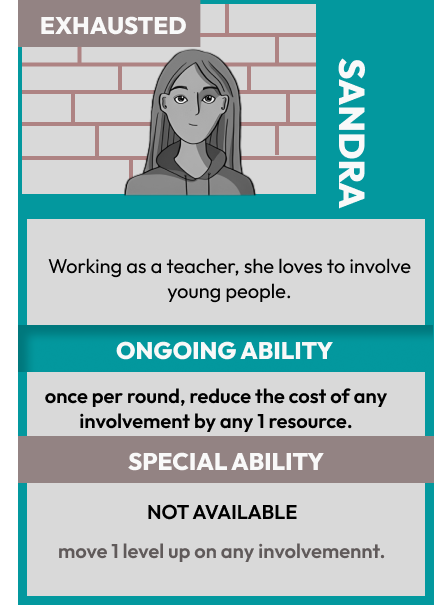 EXHAUSTED
SANDRA
Working as a teacher, she loves to involve
young people.
ONGOING ABILITY
once per round, reduce the cost of any
involvement by any 1 resource.
SPECIAL ABILITY
NOT AVAILABLE
move 1 level up on any involvemennt.